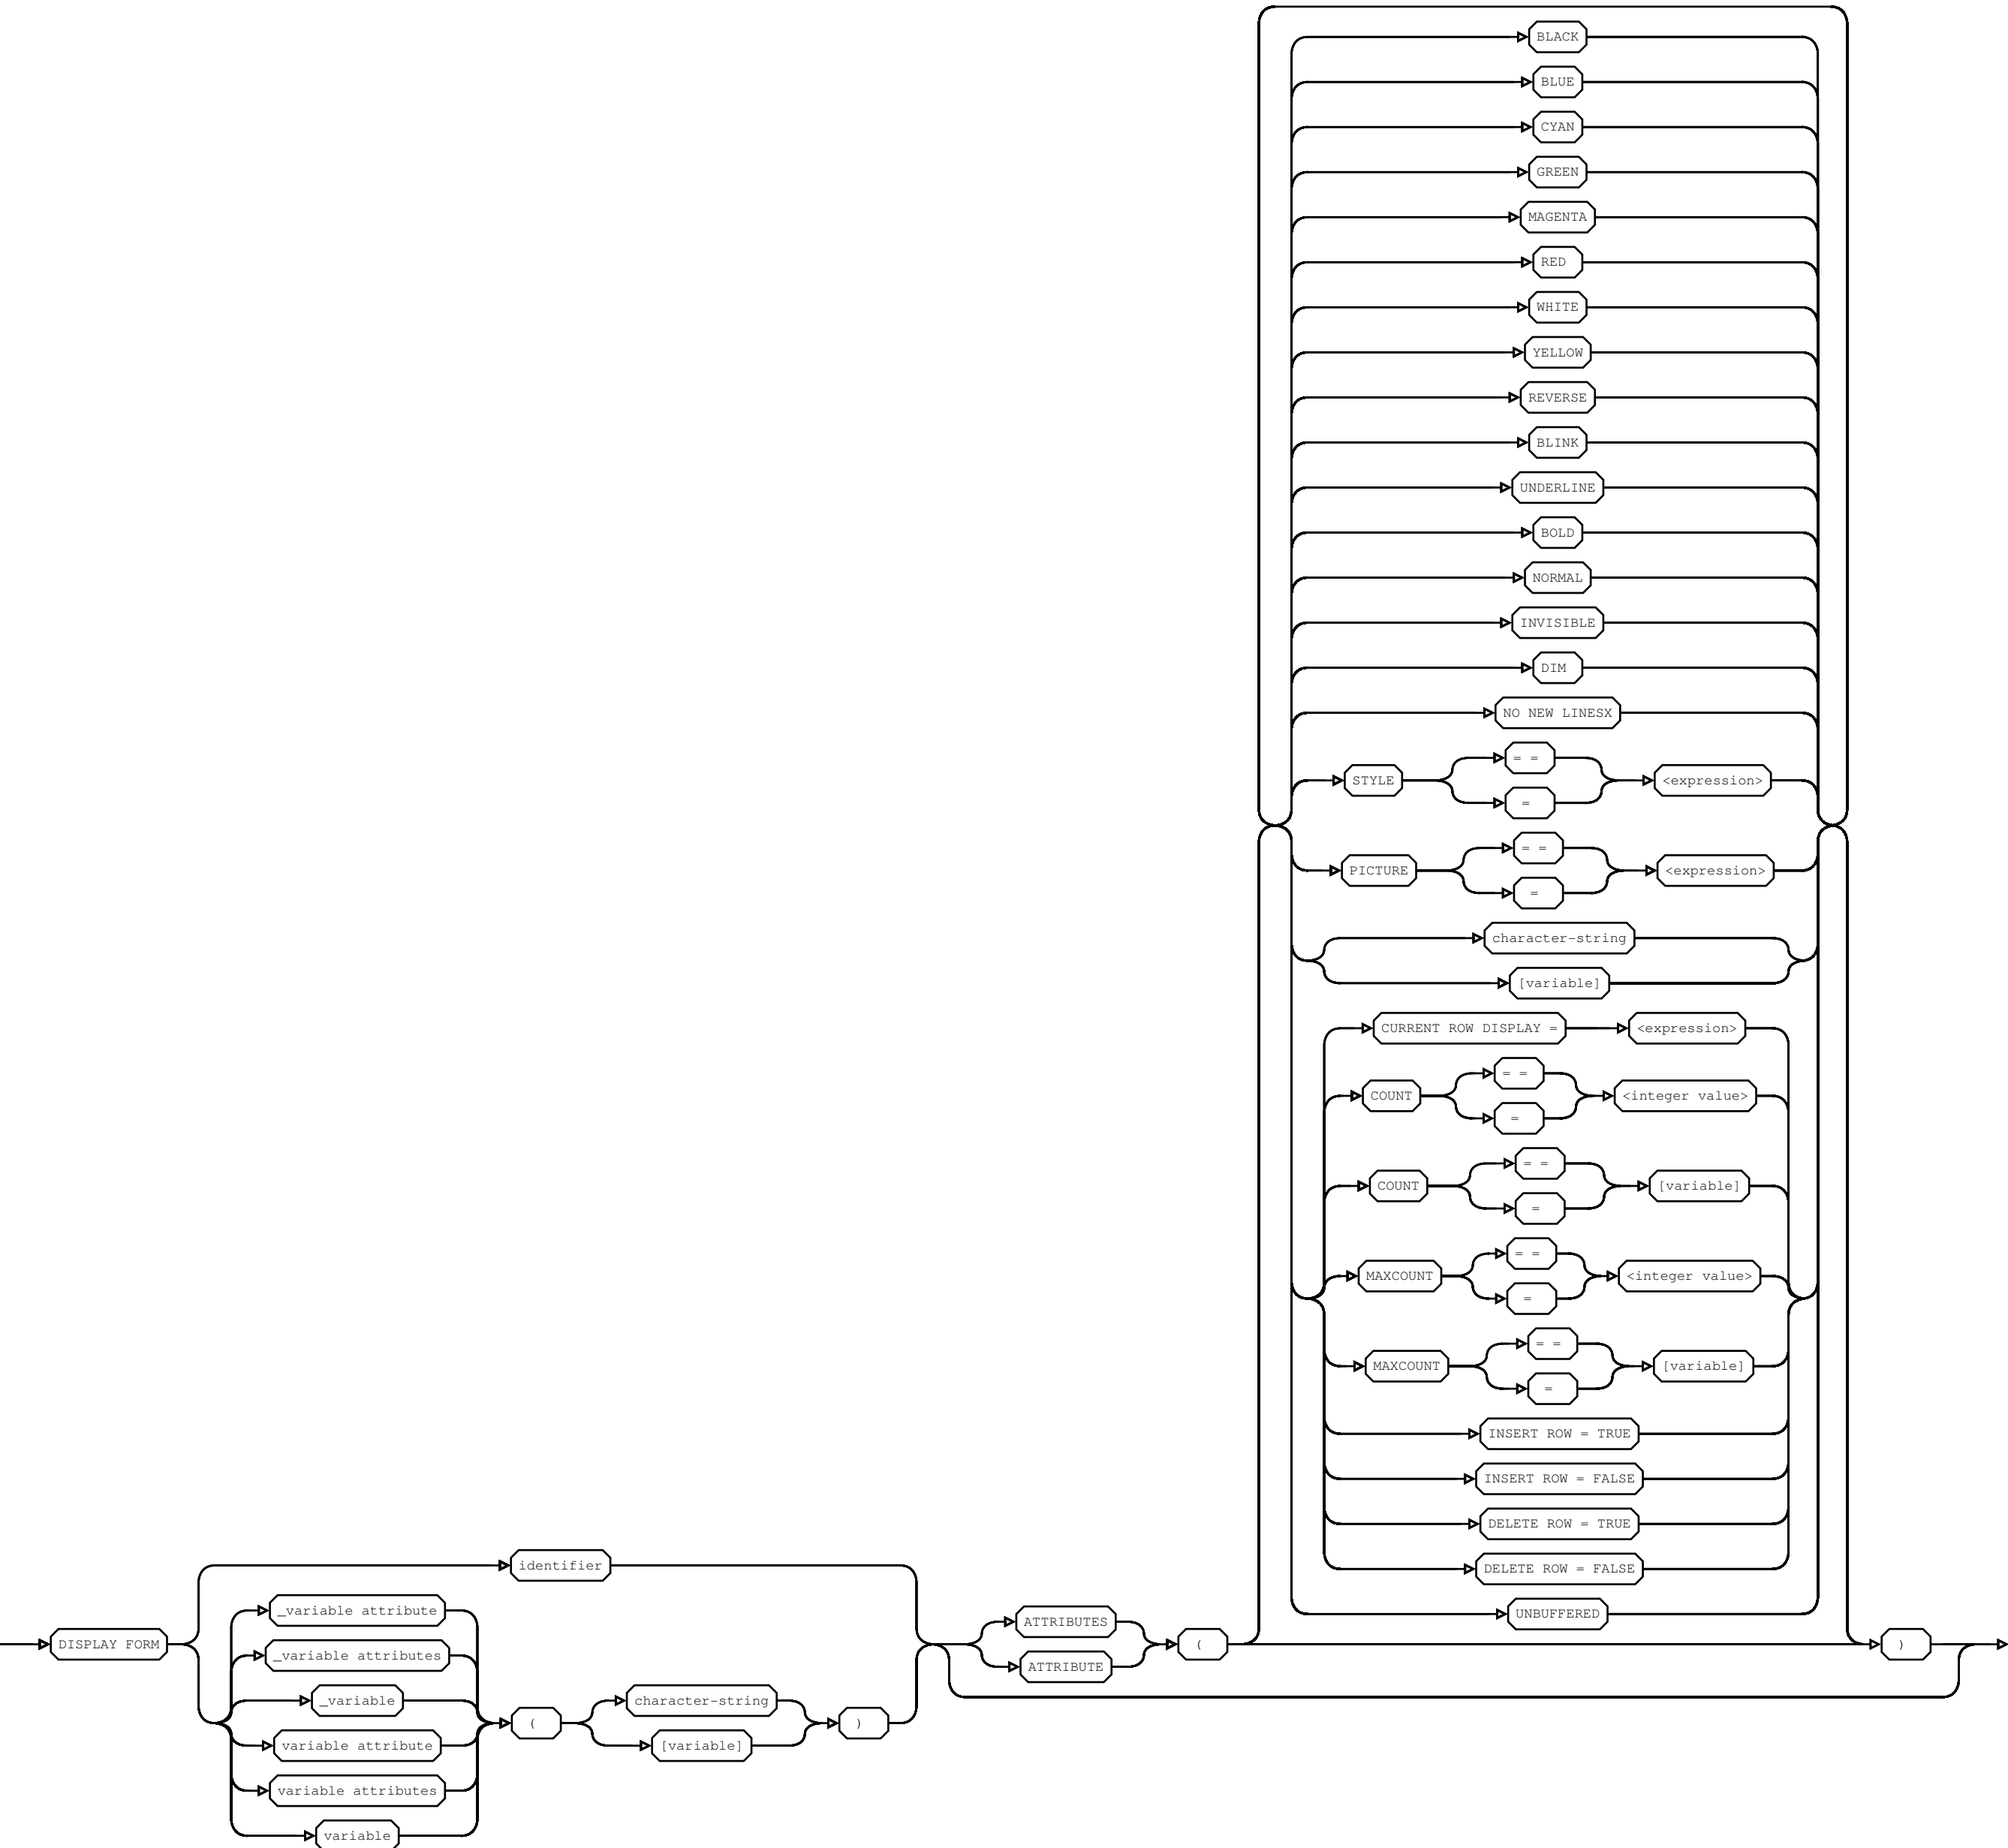 BLACK
BLUE
CYAN
GREEN
MAGENTA
RED
WHITE
YELLOW
REVERSE
BLINK
UNDERLINE
BOLD
NORMAL
INVISIBLE
DIM
NO NEW LINESX
= =
STYLE <expression>
=
= =
PICTURE <expression>
=
character-string
[variable]
CURRENT ROW DISPLAY = <expression>
= =
COUNT <integer value>
=
= =
COUNT [variable]
=
= =
MAXCOUNT <integer value>
=
= =
MAXCOUNT [variable]
=
INSERT ROW = TRUE
INSERT ROW = FALSE
DELETE ROW = TRUE
DELETE ROW = FALSE
identifier
_variable attribute
UNBUFFERED
ATTRIBUTES
DISPLAY FORM ( )
_variable attributes
ATTRIBUTE
_variable character-string
( )
variable attribute [variable]
variable attributes
variable